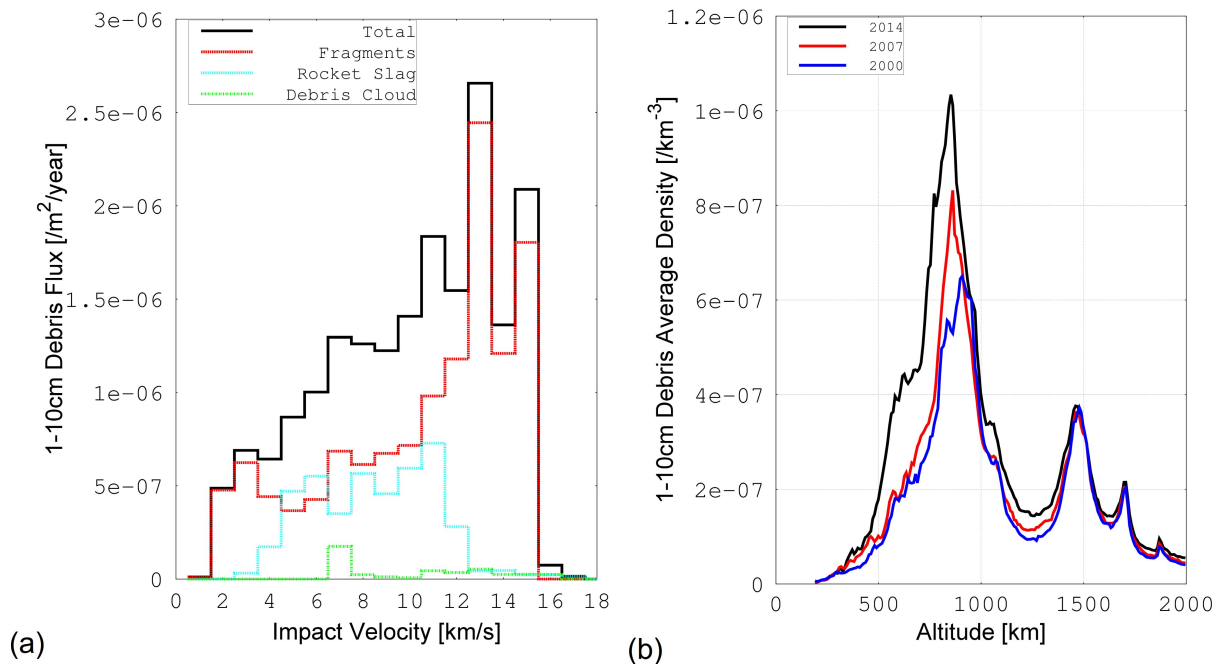 3e-06
2.5e-06
2e-06
1.5e-06
1e-06
5e-07
0
1-10cm Debris Flux [/m²/year]
Total
Fragments
Rocket Slag
Debris Cloud
0 2 4 6 8 10 12 14 16 18
Impact Velocity [km/s]
(a)
1.2e-06
1e-06
8e-07
6e-07
4e-07
2e-07
0
1-10cm Debris Average Density [/km⁻³]
2014
2007
2000
0 500 1000 1500 2000
Altitude [km]
(b)